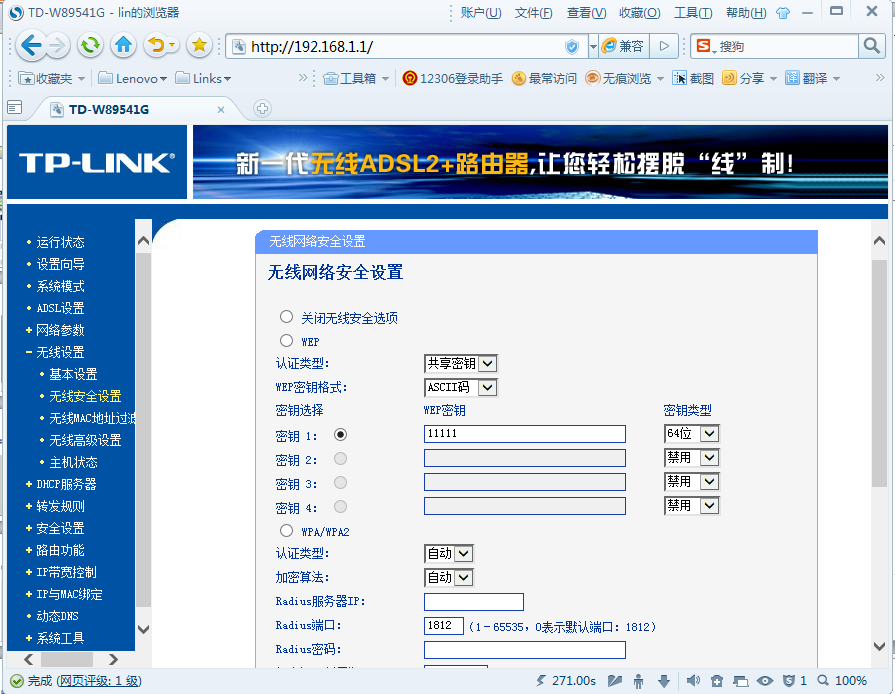 TD-W89541G - lin的浏览器
账户(U) 文件(F) 查看(V) 收藏(O) 工具(T) 帮助(H)
http://192.168.1.1/ 兼容 搜狗
收藏夹 Lenovo Links 工具箱 12306登录助手 最常访问 无痕浏览 截图 分享 翻译
TD-W89541G
TP-LINK®
新一代无线ADSL2+路由器,让您轻松摆脱“线”制!
• 运行状态
• 设置向导
• 系统模式
• ADSL设置
+ 网络参数
- 无线设置
• 基本设置
• 无线安全设置
• 无线MAC地址过滤
• 无线高级设置
• 主机状态
+ DHCP服务器
+ 转发规则
+ 安全设置
+ 路由功能
+ IP带宽控制
+ IP与MAC绑定
• 动态DNS
+ 系统工具
无线网络安全设置
无线网络安全设置
关闭无线安全选项
WEP
认证类型: 共享密钥
WEP密钥格式: ASCII码
密钥选择 WEP密钥 密钥类型
密钥 1: 11111 64位
密钥 2: 禁用
密钥 3: 禁用
密钥 4: 禁用
WPA/WPA2
认证类型: 自动
加密算法: 自动
Radius服务器IP:
Radius端口: 1812 (1-65535，0表示默认端口：1812)
Radius密码:
完成 (网页评级: 1 级) 271.00s 1 100%